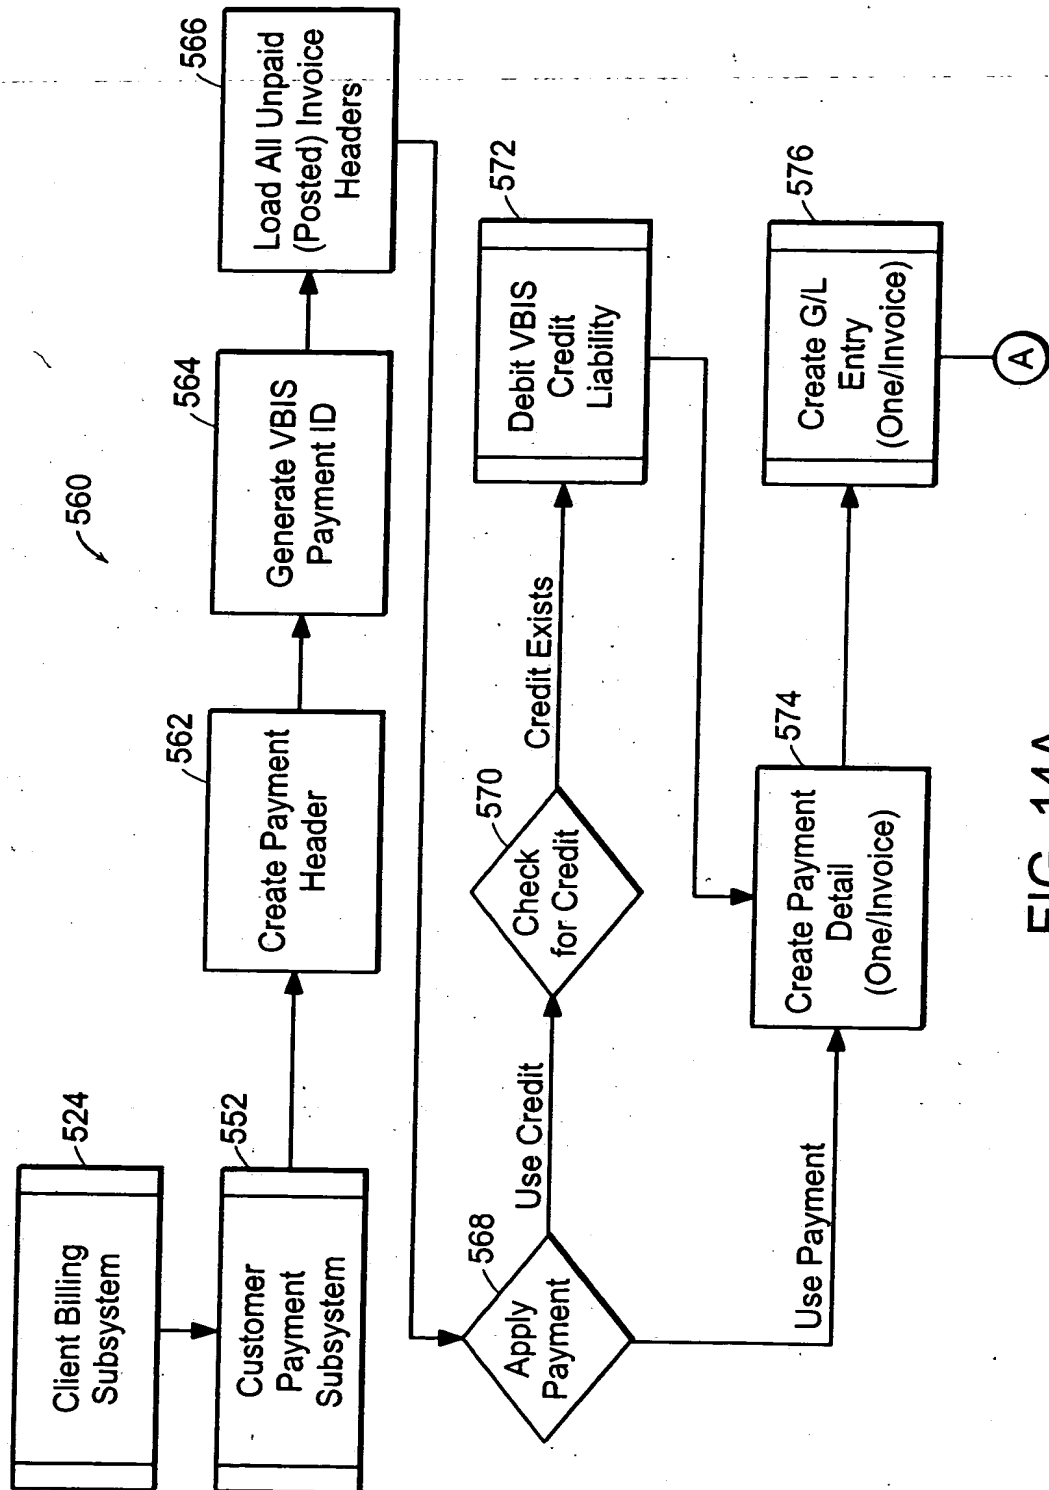 560
Client Billing
Subsystem
524
Customer
Payment
Subsystem
552
Create Payment
Header
562
Generate VBIS
Payment ID
564
Load All Unpaid
(Posted) Invoice
Headers
566
Apply
Payment
568
Use Credit
Check
for Credit
570
Credit Exists
Debit VBIS
Credit
Liability
572
Use Payment
Create Payment
Detail
(One/Invoice)
574
Create G/L
Entry
(One/Invoice)
576
A
FIG. 14A